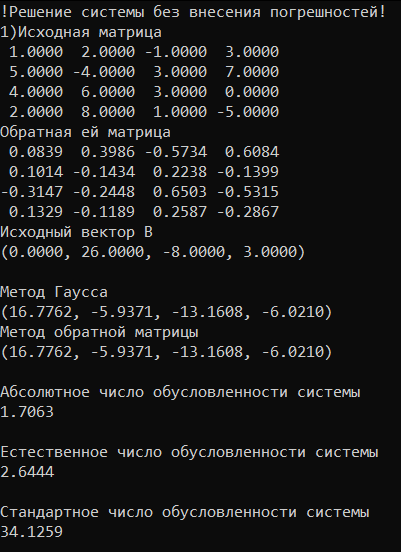 !Решение системы без внесения погрешностей!
1)Исходная матрица
1.0000 2.0000 -1.0000 3.0000
5.0000 -4.0000 3.0000 7.0000
4.0000 6.0000 3.0000 0.0000
2.0000 8.0000 1.0000 -5.0000
Обратная ей матрица
0.0839 0.3986 -0.5734 0.6084
0.1014 -0.1434 0.2238 -0.1399
-0.3147 -0.2448 0.6503 -0.5315
0.1329 -0.1189 0.2587 -0.2867
Исходный вектор B
(0.0000, 26.0000, -8.0000, 3.0000)
Метод Гаусса
(16.7762, -5.9371, -13.1608, -6.0210)
Метод обратной матрицы
(16.7762, -5.9371, -13.1608, -6.0210)
Абсолютное число обусловленности системы
1.7063
Естественное число обусловленности системы
2.6444
Стандартное число обусловленности системы
34.1259